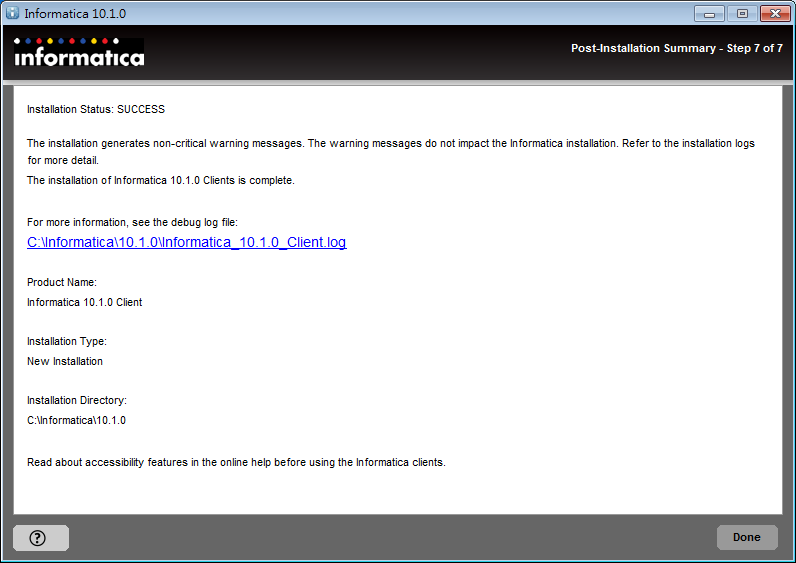 Informatica 10.1.0
informatica
Post-Installation Summary - Step 7 of 7
Installation Status: SUCCESS
The installation generates non-critical warning messages. The warning messages do not impact the Informatica installation. Refer to the installation logs
for more detail.
The installation of Informatica 10.1.0 Clients is complete.
For more information, see the debug log file:
C:\Informatica\10.1.0\Informatica_10.1.0_Client.log
Product Name:
Informatica 10.1.0 Client
Installation Type:
New Installation
Installation Directory:
C:\Informatica\10.1.0
Read about accessibility features in the online help before using the Informatica clients.
?
Done